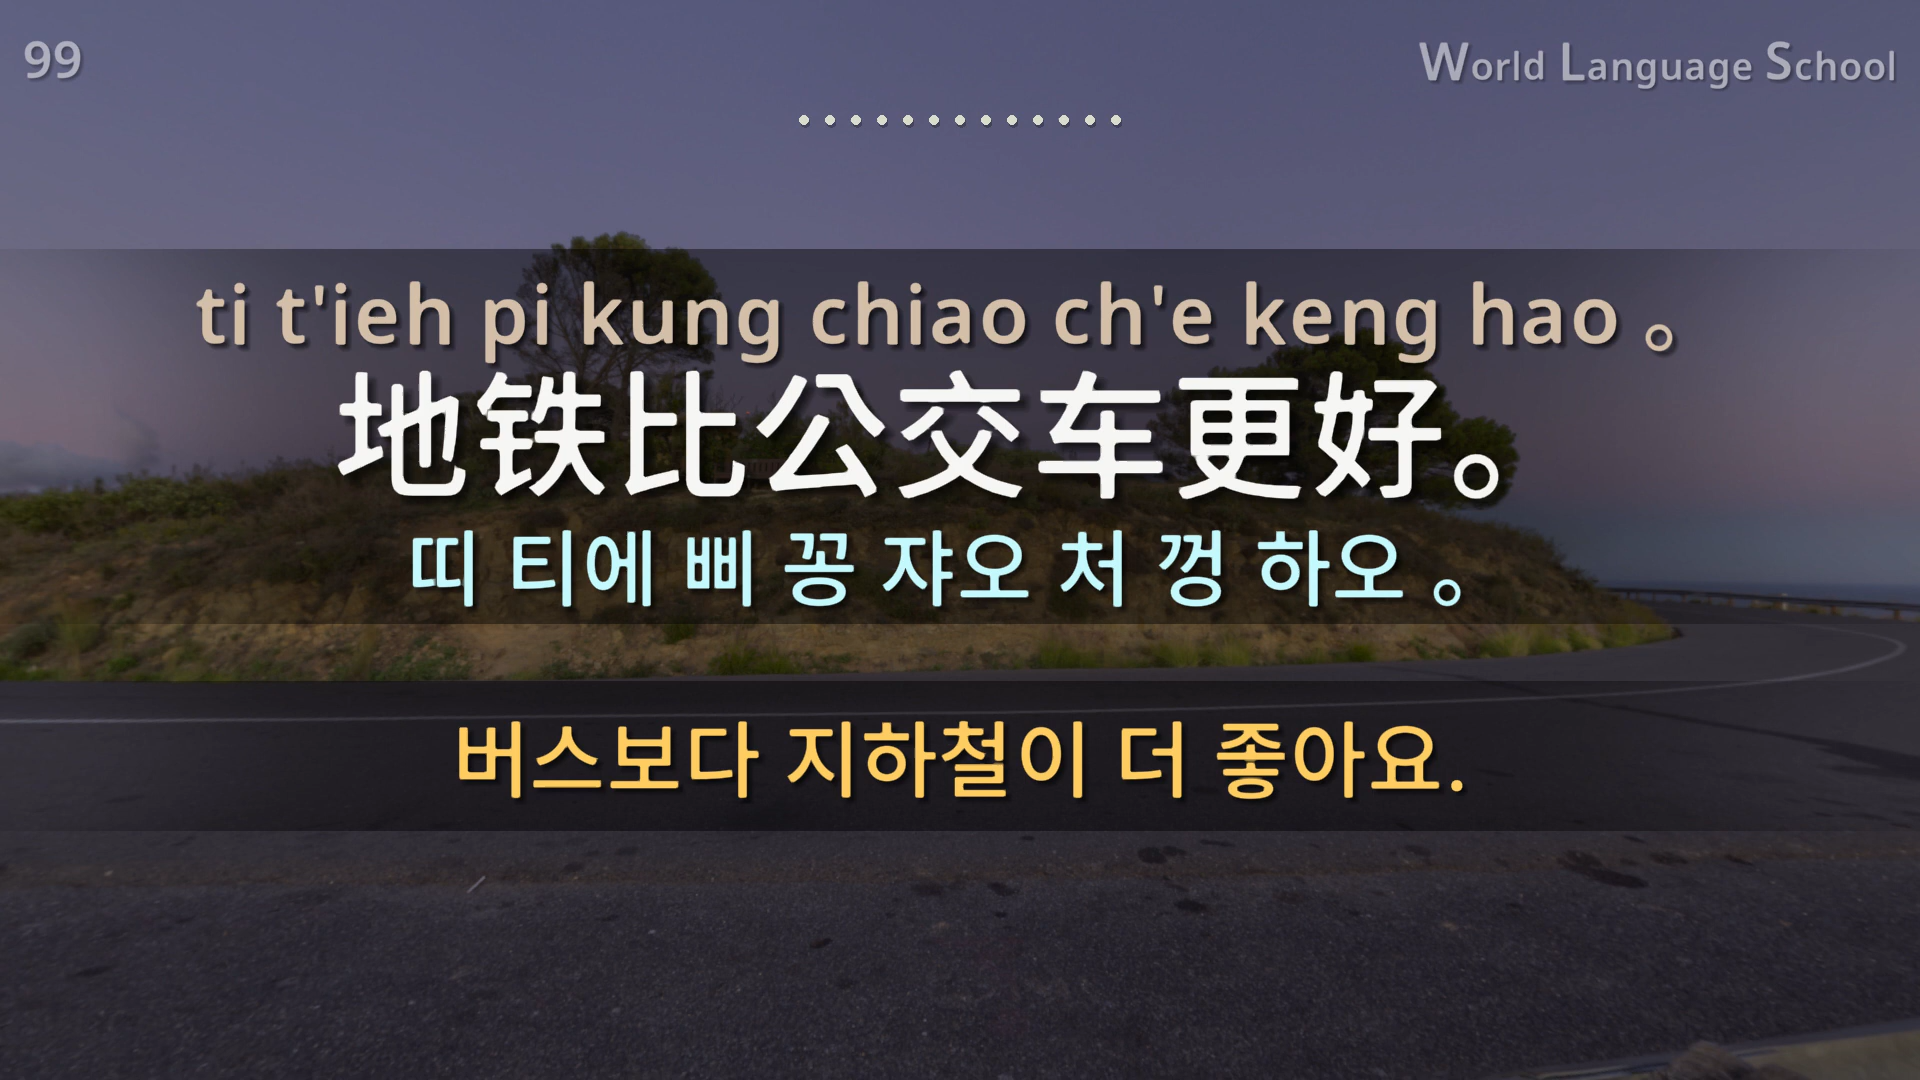 99
World Language School
ti t'ieh pi kung chiao ch'e keng hao 。
地铁比公交车更好。
띠 티에 삐 꽁 쟈오 처 껑 하오 。
버스보다 지하철이 더 좋아요.